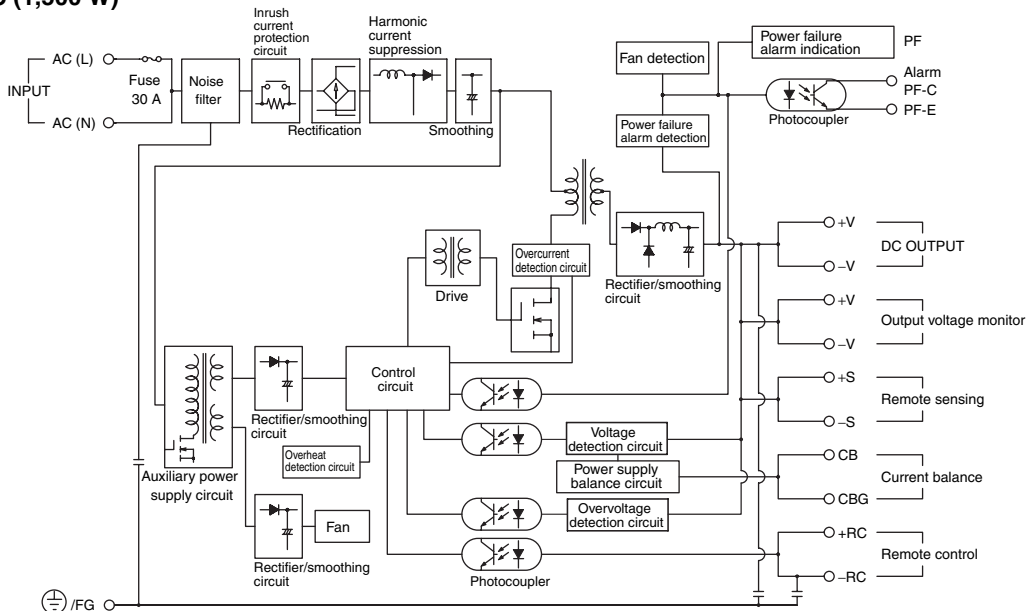 (1,500 W)
Inrush
current
protection
circuit
Harmonic
current
suppression
Power failure
alarm indication
PF
AC (L)
Fuse
30 A
Noise
filter
Fan detection
Alarm
PF-C
INPUT
AC (N)
Rectification
Smoothing
Photocoupler
PF-E
Power failure
alarm detection
+V
DC OUTPUT
–V
Overcurrent
detection circuit
Drive
Rectifier/smoothing
circuit
+V
Output voltage monitor
–V
Control
circuit
+S
Remote sensing
–S
Rectifier/smoothing
circuit
Overheat
detection circuit
Voltage
detection circuit
Power supply
balance circuit
CB
Current balance
CBG
Auxiliary power
supply circuit
Fan
Overvoltage
detection circuit
+RC
Remote control
–RC
Rectifier/smoothing
circuit
Photocoupler
/FG